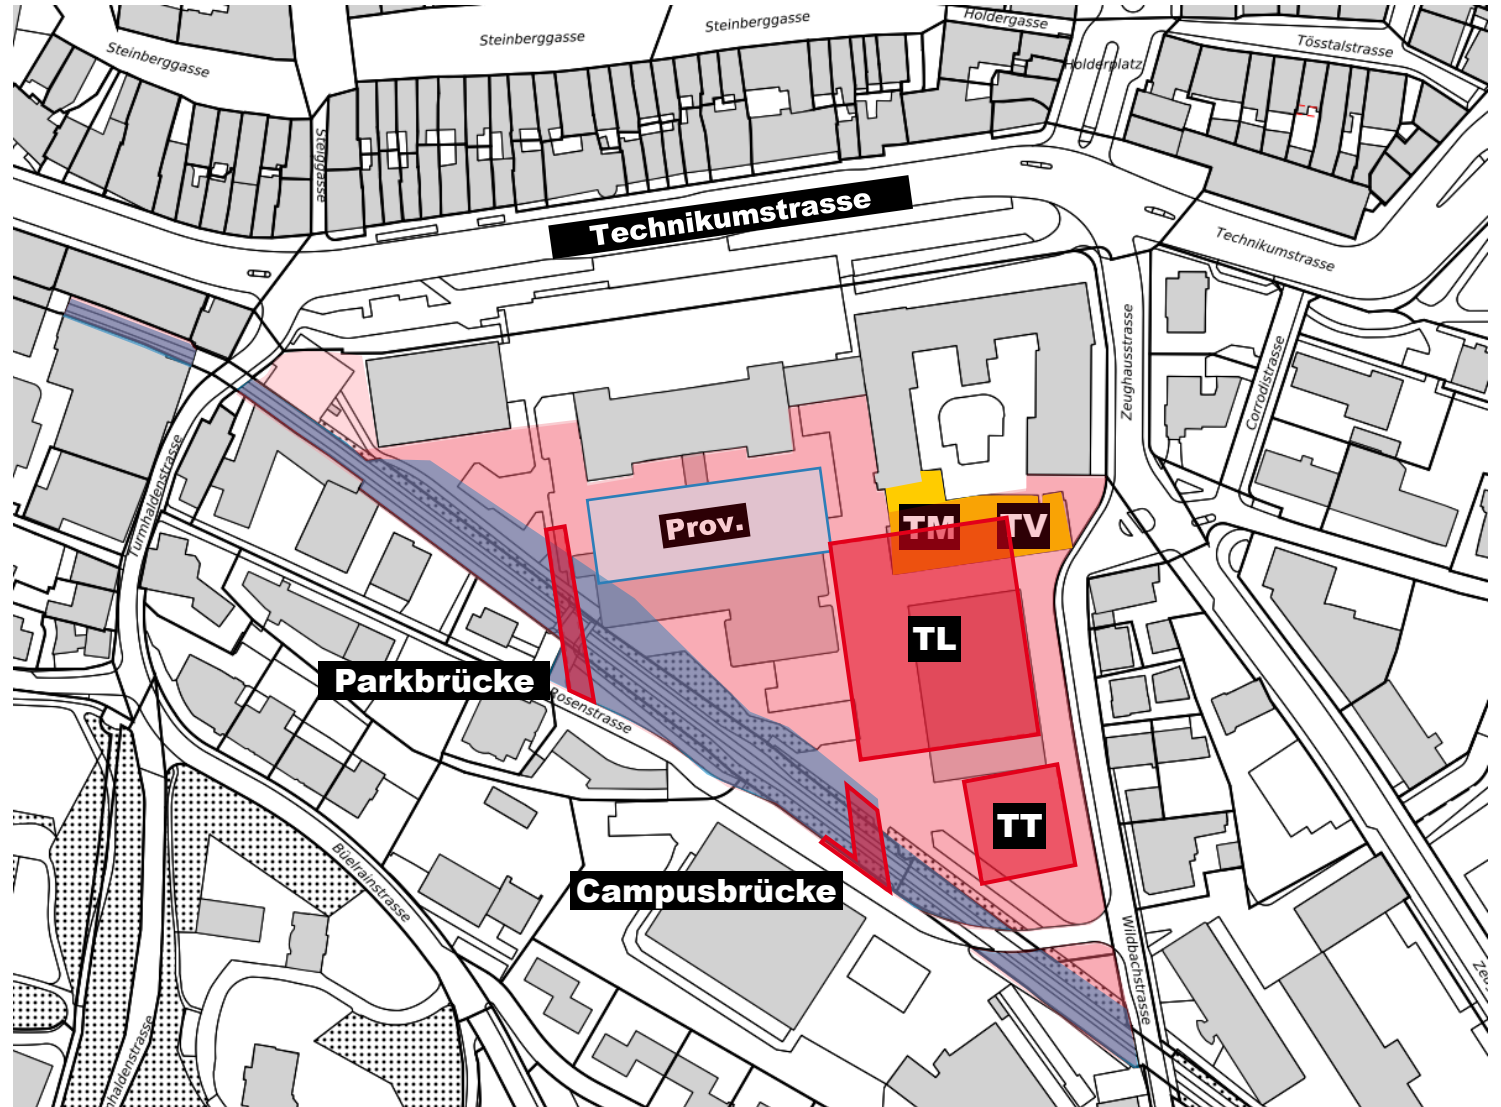 Steinberggasse
Steinberggasse
Steinberggasse
Holdergasse
Tösstalstrasse
Holderplatz
Steiggasse
Technikumstrasse
Technikumstrasse
Zeughausstrasse
Corrodistrasse
Turmhaldenstrasse
Prov.
TM
TV
TL
Parkbrücke
Rosenstrasse
TT
Campusbrücke
Büelrainstrasse
Wildbachstrasse